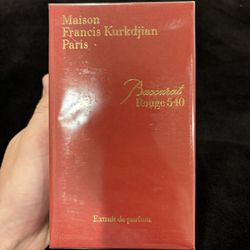 Maison
Francis Kurkdjian
Paris
Baccarat
Rouge 540
Extrait de parfum